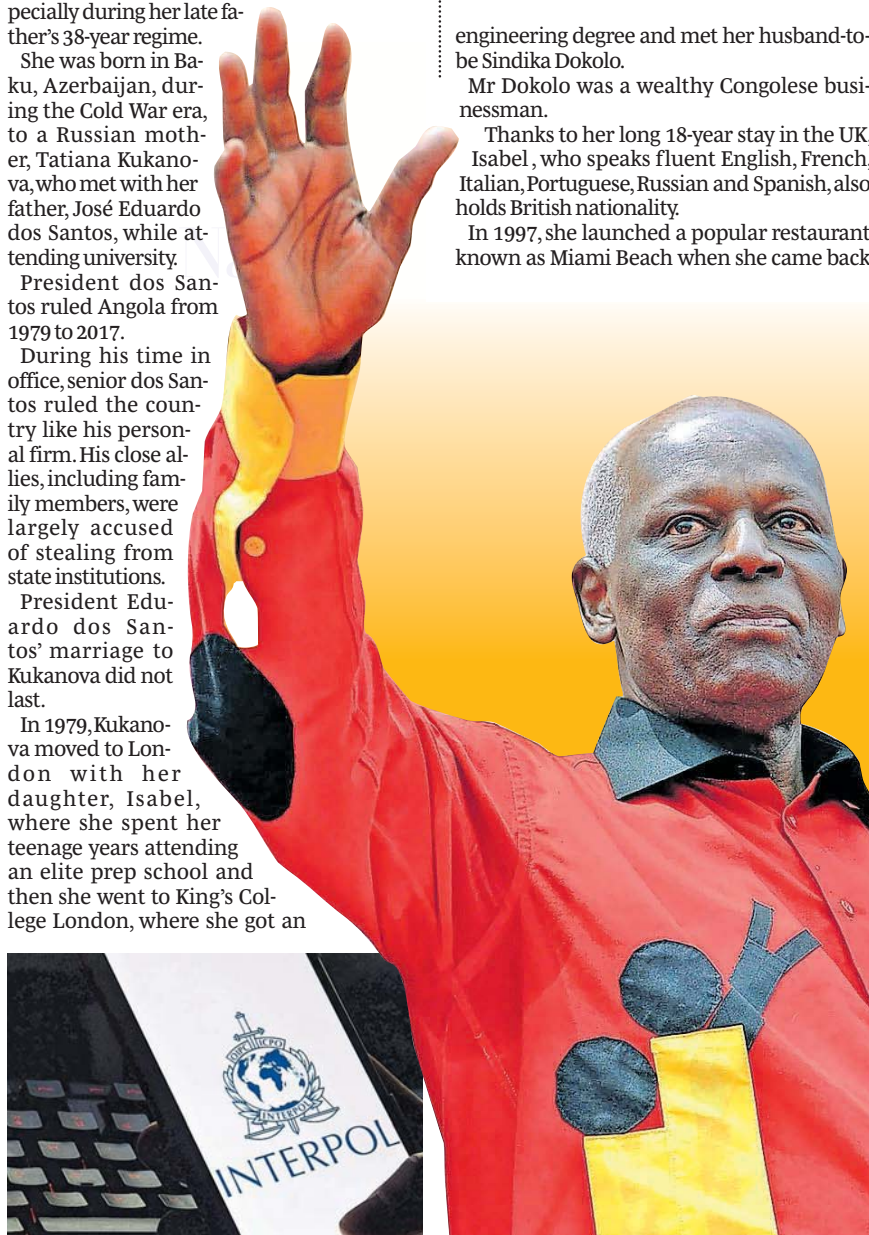 pecially during her late fa-
ther's 38-year regime.
She was born in Ba-
ku, Azerbaijan, dur-
ing the Cold War era,
to a Russian moth-
er, Tatiana Kukano-
va, who met with her
father, José Eduardo
dos Santos, while at-
tending university.
President dos San-
tos ruled Angola from
1979 to 2017.
During his time in
office, senior dos San-
tos ruled the coun-
try like his person-
al firm. His close al-
lies, including fam-
ily members, were
largely accused
of stealing from
state institutions.
President Edu-
ardo dos San-
tos' marriage to
Kukanova did not
last.
In 1979, Kukano-
va moved to Lon-
don with her
daughter, Isabel,
where she spent her
teenage years attending
an elite prep school and
then she went to King's Col-
lege London, where she got an
engineering degree and met her husband-to-
be Sindika Dokolo.
Mr Dokolo was a wealthy Congolese busi-
nessman.
Thanks to her long 18-year stay in the UK,
Isabel , who speaks fluent English, French,
Italian, Portuguese, Russian and Spanish, also
holds British nationality.
In 1997, she launched a popular restaurant
known as Miami Beach when she came back
OIPC ICPO
INTERPOL
INTERPOL